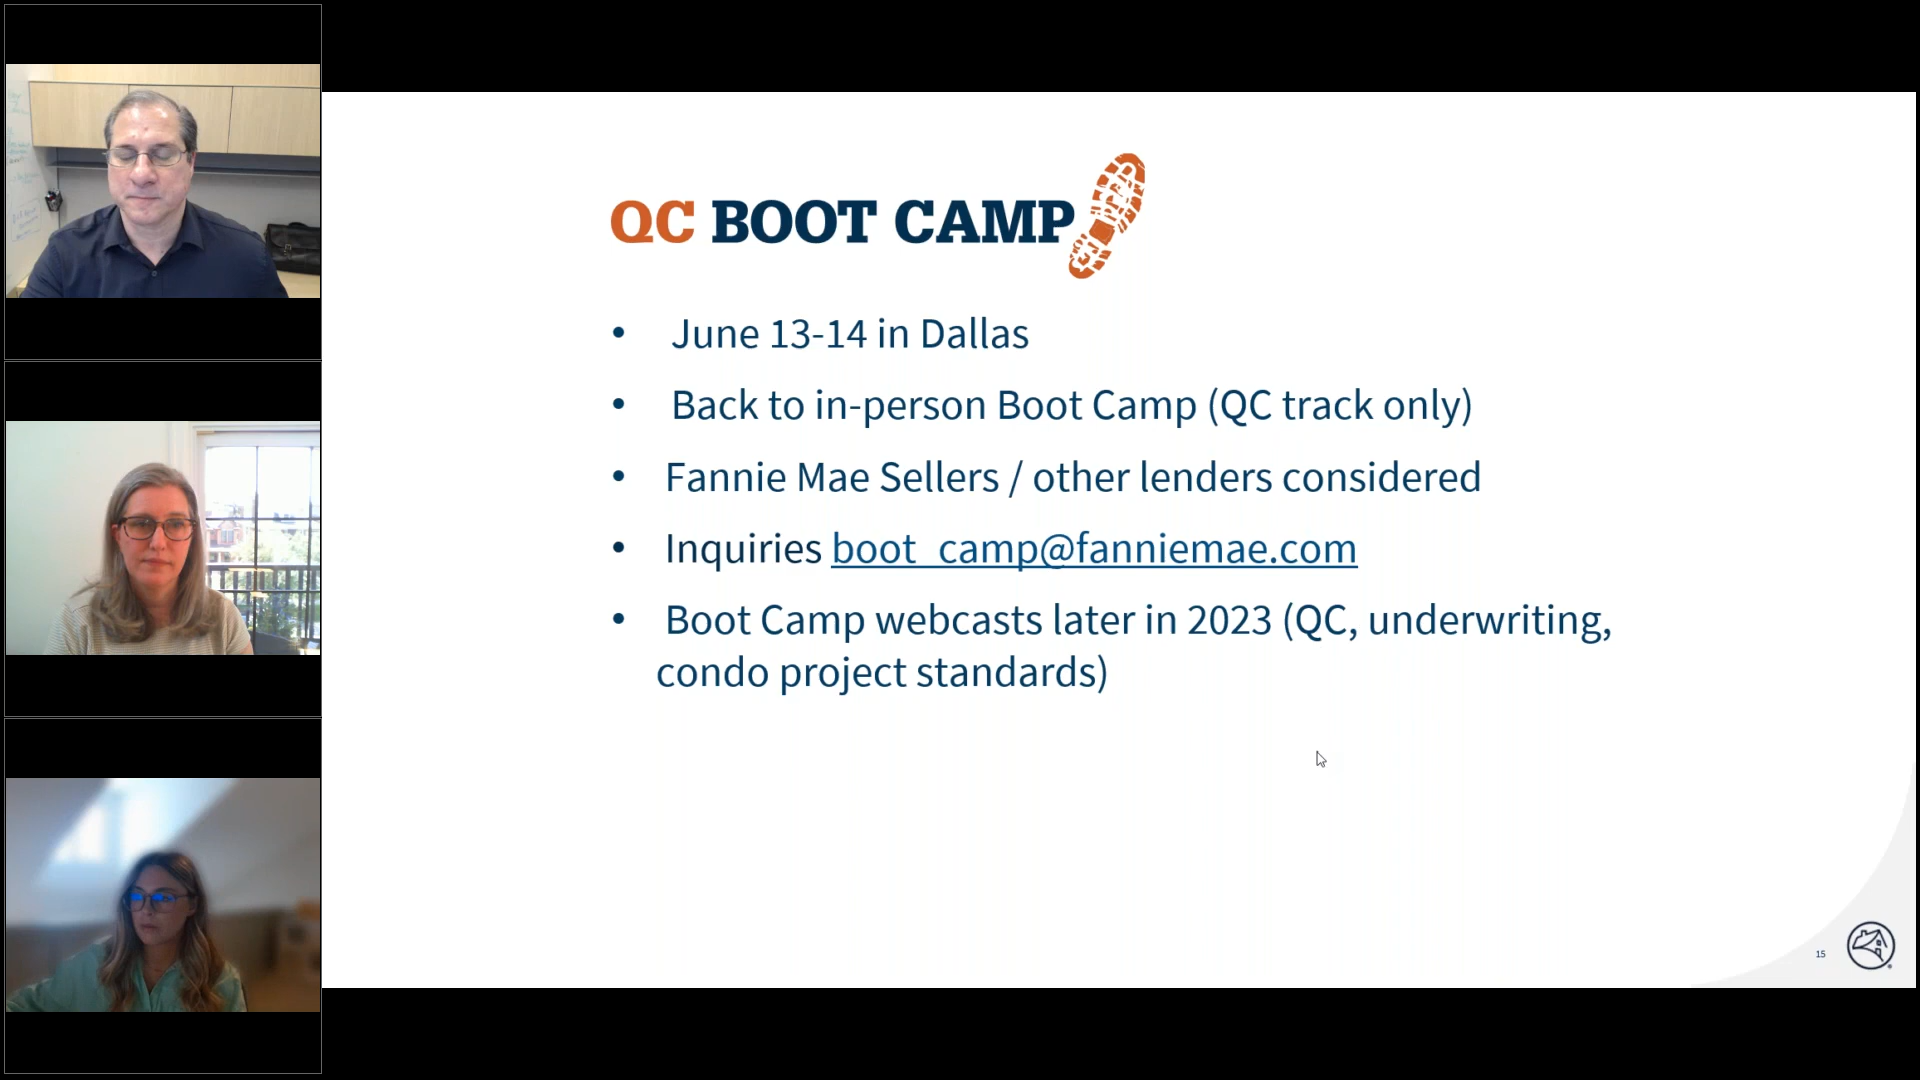 QC BOOT CAMP
• June 13-14 in Dallas
• Back to in-person Boot Camp (QC track only)
• Fannie Mae Sellers / other lenders considered
• Inquiries boot_camp@fanniemae.com
• Boot Camp webcasts later in 2023 (QC, underwriting,
condo project standards)
15